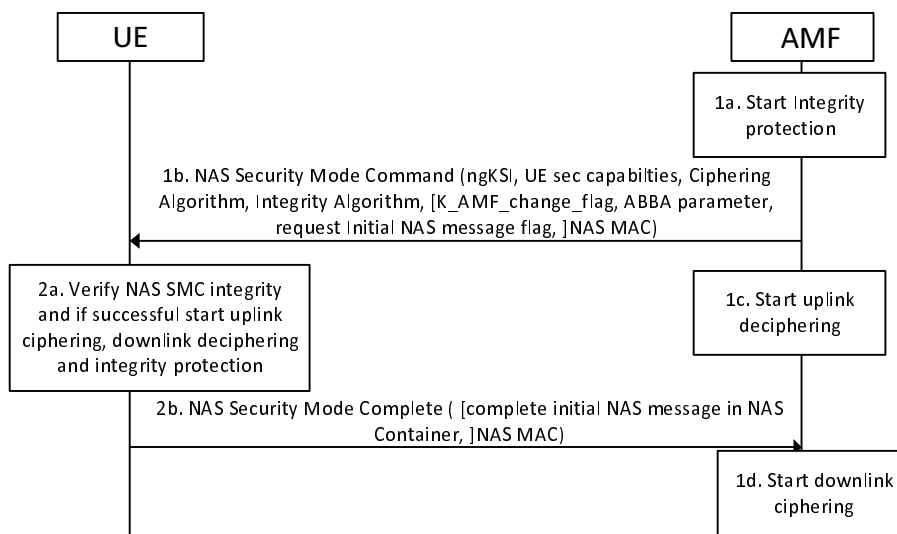 UE
AMF
1a. Start Integrity
protection
1b. NAS Security Mode Command (ngKSI, UE sec capabilties, Ciphering
Algorithm, Integrity Algorithm, [K_AMF_change_flag, ABBA parameter,
request Initial NAS message flag, ]NAS MAC)
2a. Verify NAS SMC integrity
and if successful start uplink
ciphering, downlink deciphering
and integrity protection
1c. Start uplink
deciphering
2b. NAS Security Mode Complete ( [complete initial NAS message in NAS
Container, ]NAS MAC)
1d. Start downlink
ciphering